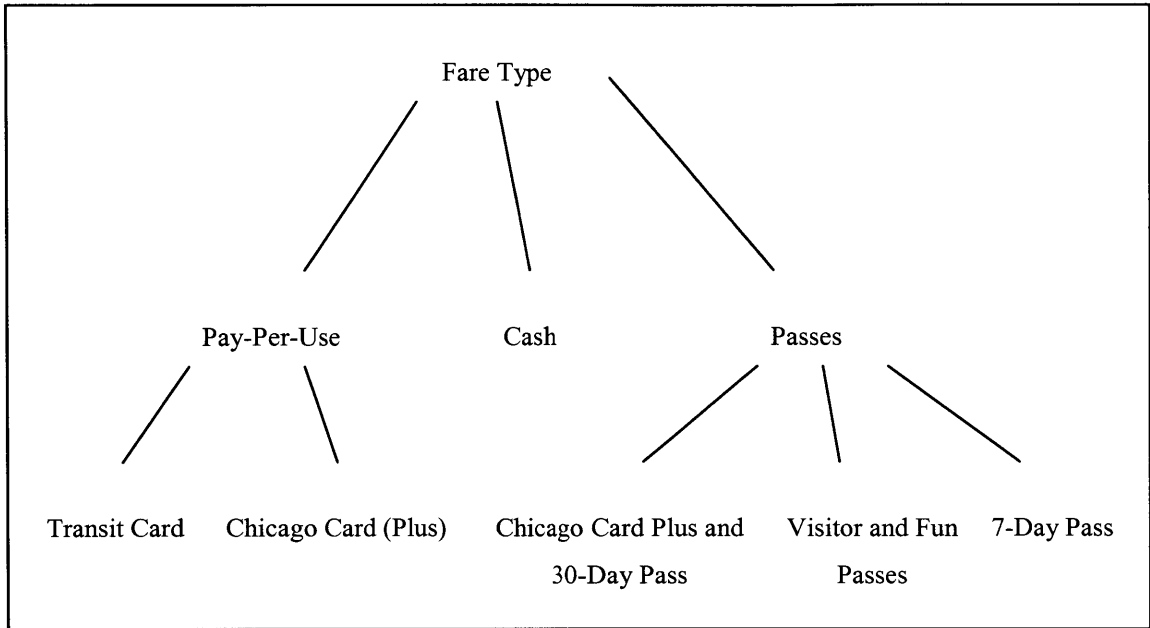 Fare Type
Pay-Per-Use
Cash
Passes
Transit Card
Chicago Card (Plus)
Chicago Card Plus and
30-Day Pass
Visitor and Fun
Passes
7-Day Pass